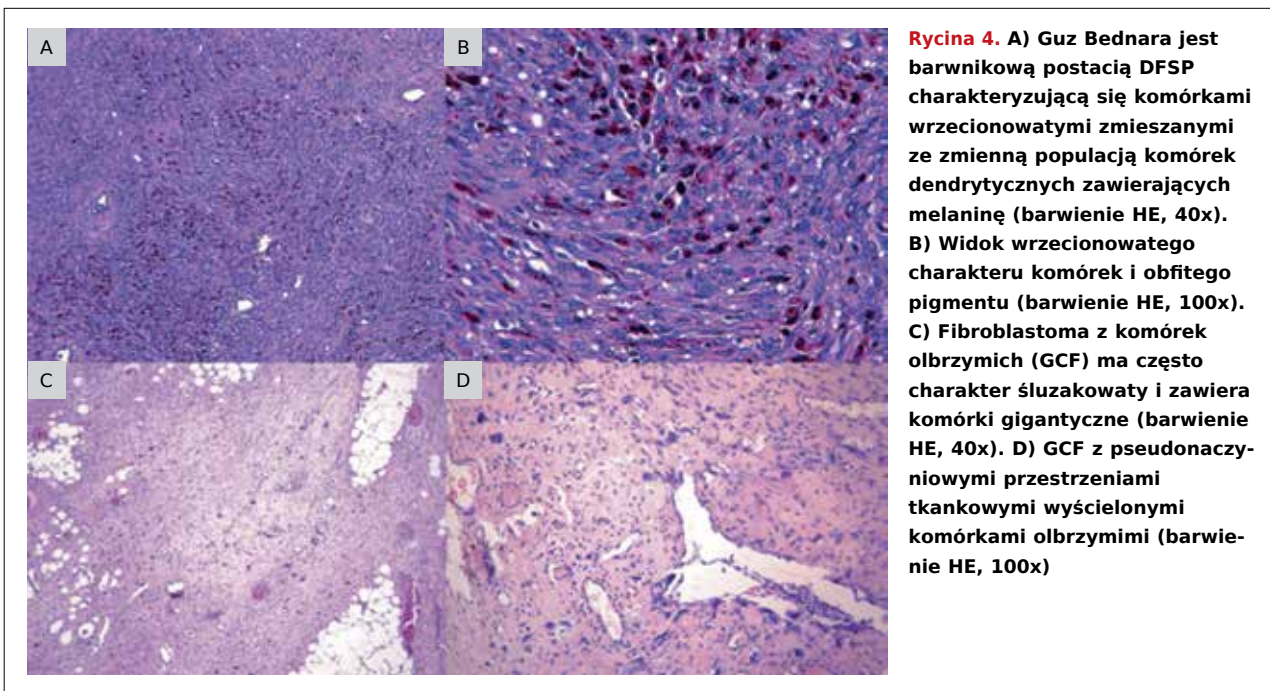 A
B
C
D
Rycina 4. A) Guz Bednara jest
barwnikową postacią DFSP
charakteryzującą się komórkami
wrzecionowatymi zmieszanymi
ze zmienną populacją komórek
dendrytycznych zawierających
melaninę (barwienie HE, 40x).
B) Widok wrzecionowatego
charakteru komórek i obfitego
pigmentu (barwienie HE, 100x).
C) Fibroblastoma z komórek
olbrzymich (GCF) ma często
charakter śluzakowaty i zawiera
komórki gigantyczne (barwienie
HE, 40x). D) GCF z pseudonaczy-
niowymi przestrzeniami
tkankowymi wyścielonymi
komórkami olbrzymimi (barwie-
nie HE, 100x)